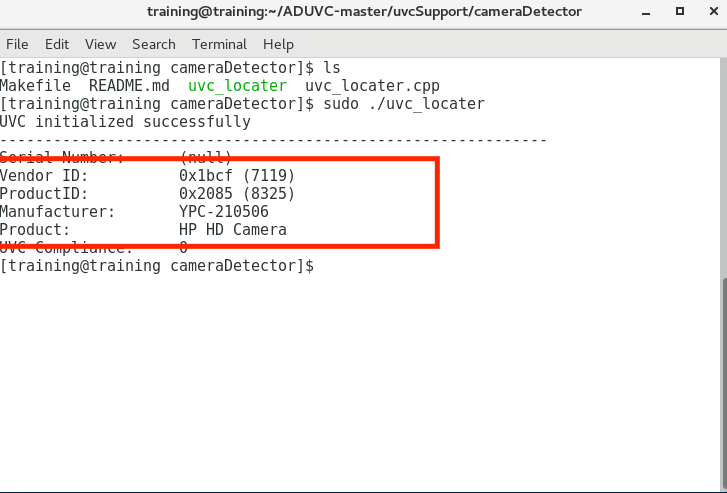 training@training:~/ADUVC-master/uvcSupport/cameraDetector
File Edit View Search Terminal Help
[training@training cameraDetector]$ ls
Makefile README.md uvc_locater uvc_locater.cpp
[training@training cameraDetector]$ sudo ./uvc_locater
UVC initialized successfully
-------------------------------------------------------------
Serial Number: (null)
Vendor ID: 0x1bcf (7119)
ProductID: 0x2085 (8325)
Manufacturer: YPC-210506
Product: HP HD Camera
UVC Compliance: 0
[training@training cameraDetector]$